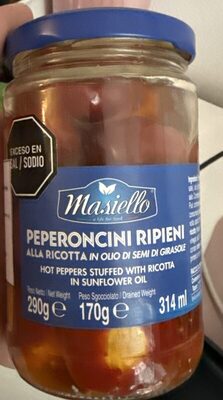 EXCESO EN
SAL / SODIO
Masiello
PEPERONCINI RIPIENI
ALLA RICOTTA IN OLIO DI SEMI DI GIRASOLE
HOT PEPPERS STUFFED WITH RICOTTA
IN SUNFLOWER OIL
Peso Netto / Net Weight Peso Sgocciolato / Drained Weight
290g e 170g e 314 ml